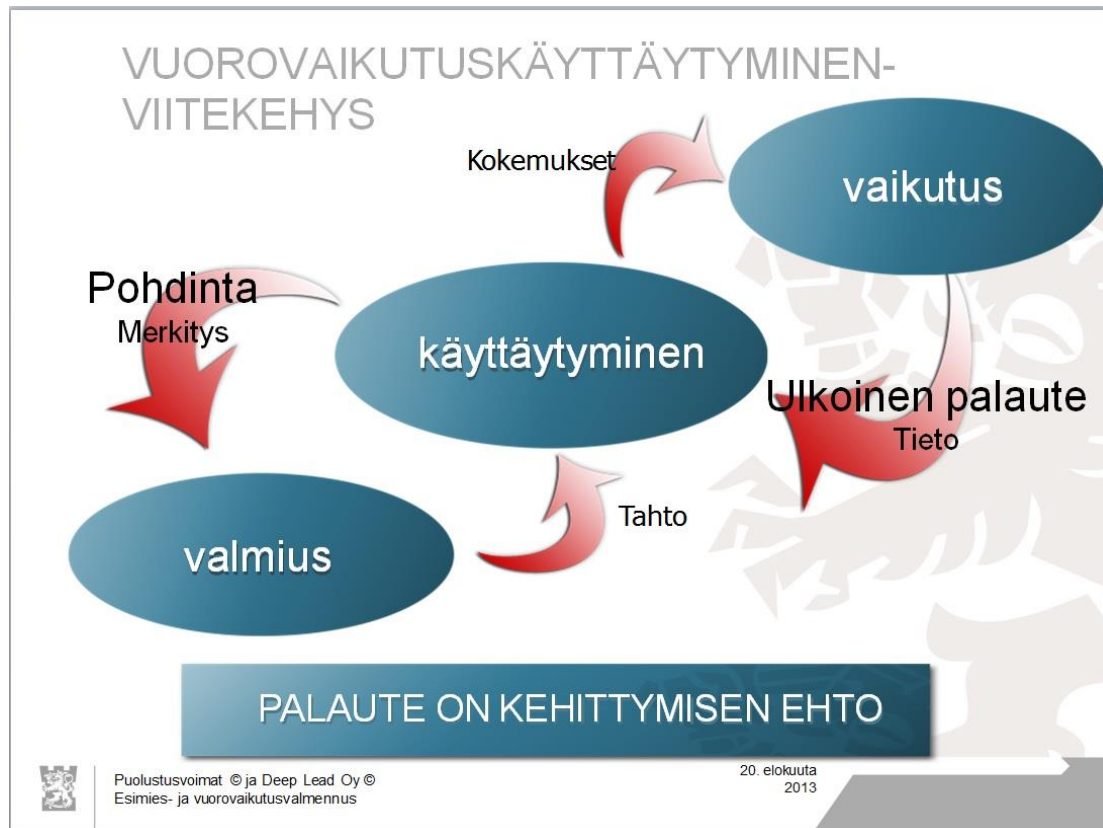 VUOROVAIKUTUSKÄYTTÄYTYMINEN-
VIITEKEHYS
Kokemukset
vaikutus
Pohdinta
Merkitys
käyttäytyminen
Ulkoinen palaute
Tieto
Tahto
valmius
PALAUTE ON KEHITTYMISEN EHTO
Puolustusvoimat © ja Deep Lead Oy ©
Esimies- ja vuorovaikutusvalmennus
20. elokuuta
2013